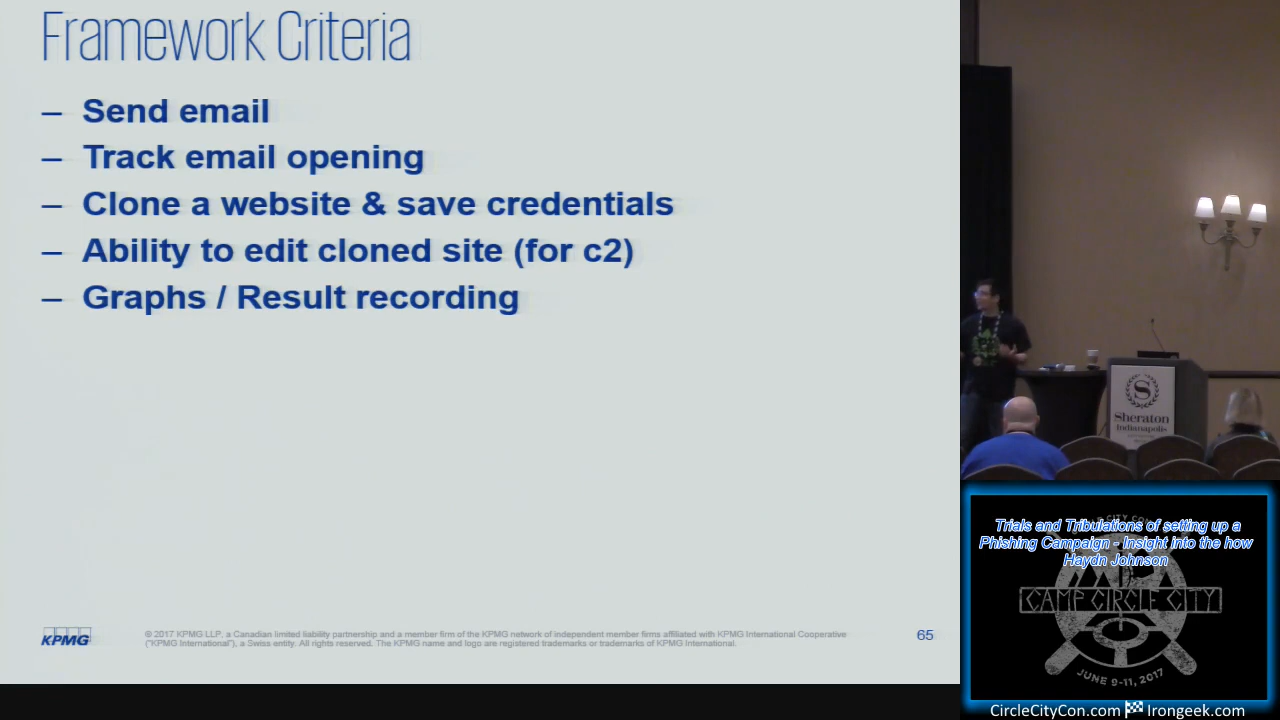 Framework Criteria
– Send email
– Track email opening
– Clone a website & save credentials
– Ability to edit cloned site (for c2)
– Graphs / Result recording
KPMG
© 2017 KPMG LLP, a Canadian limited liability partnership and a member firm of the KPMG network of independent member firms affiliated with KPMG International Cooperative
("KPMG International"), a Swiss entity. All rights reserved. The KPMG name and logo are registered trademarks or trademarks of KPMG International.
65
S
Sheraton
Indianapolis
Trials and Tribulations of setting up a
Phishing Campaign - Insight into the how
Haydn Johnson
CAMP CIRCLE CITY
JUNE 9-11, 2017
CircleCityCon.com Irongeek.com